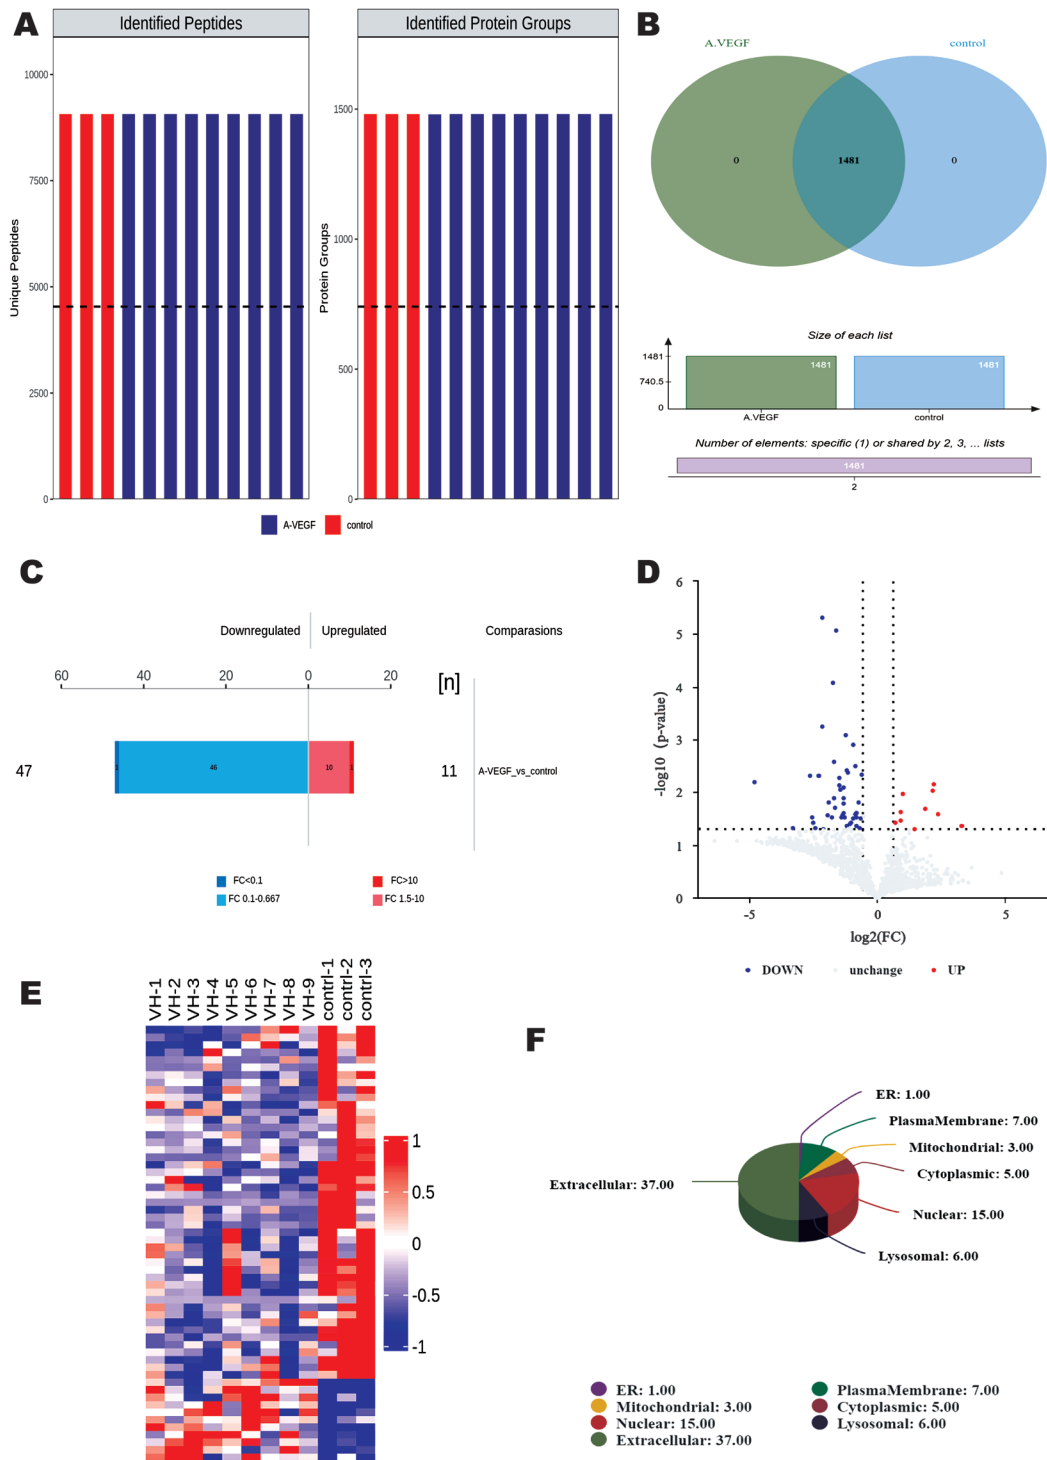 A
Identified Peptides
Identified Protein Groups
Unique Peptides
10000
7500
5000
2500
0
Protein Groups
1500
1000
500
0
A-VEGF
control
B
A.VEGF
control
0
1481
0
Size of each list
1481
740.5
0
1481
1481
A.VEGF
control
Number of elements: specific (1) or shared by 2, 3, ... lists
1481
2
C
Downregulated
Upregulated
Comparasions
60
40
20
0
20
[n]
47
1
46
10
1
11
A-VEGF_vs_control
FC<0.1
FC>10
FC 0.1-0.667
FC 1.5-10
D
-log10 (p-value)
6
5
4
3
2
1
0
-5
0
5
log2(FC)
DOWN
unchange
UP
E
VH-1
VH-2
VH-3
VH-4
VH-5
VH-6
VH-7
VH-8
VH-9
contrl-1
contrl-2
contrl-3
1
0.5
0
-0.5
-1
F
ER: 1.00
PlasmaMembrane: 7.00
Mitochondrial: 3.00
Cytoplasmic: 5.00
Extracellular: 37.00
Nuclear: 15.00
Lysosomal: 6.00
ER: 1.00
PlasmaMembrane: 7.00
Mitochondrial: 3.00
Cytoplasmic: 5.00
Nuclear: 15.00
Lysosomal: 6.00
Extracellular: 37.00